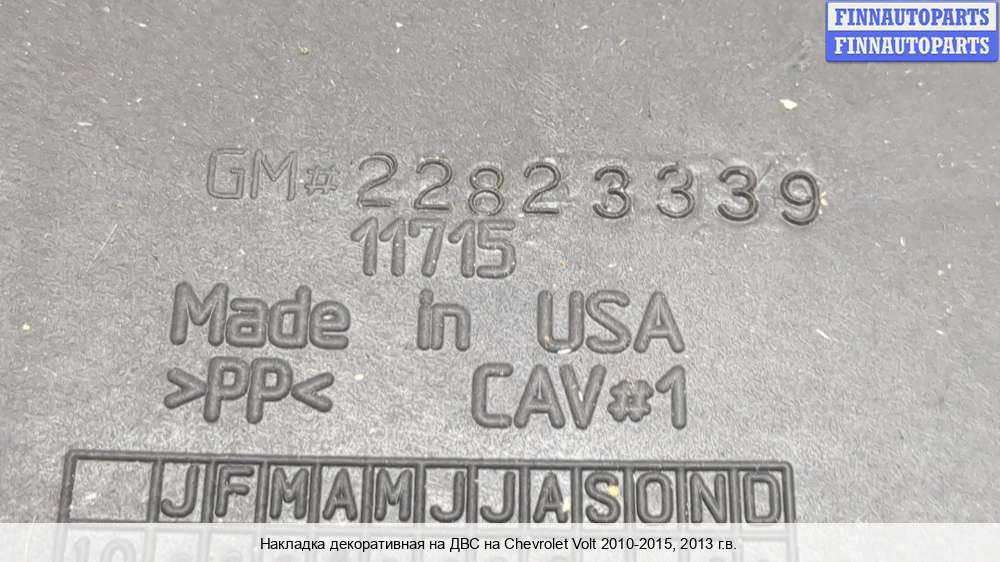 FINNAUTOPARTS
FINNAUTOPARTS
GM# 22823339
11715
Made in USA
>PP< CAV#1
J F M A M J J A S O N D
10
Накладка декоративная на ДВС на Chevrolet Volt 2010-2015, 2013 г.в.